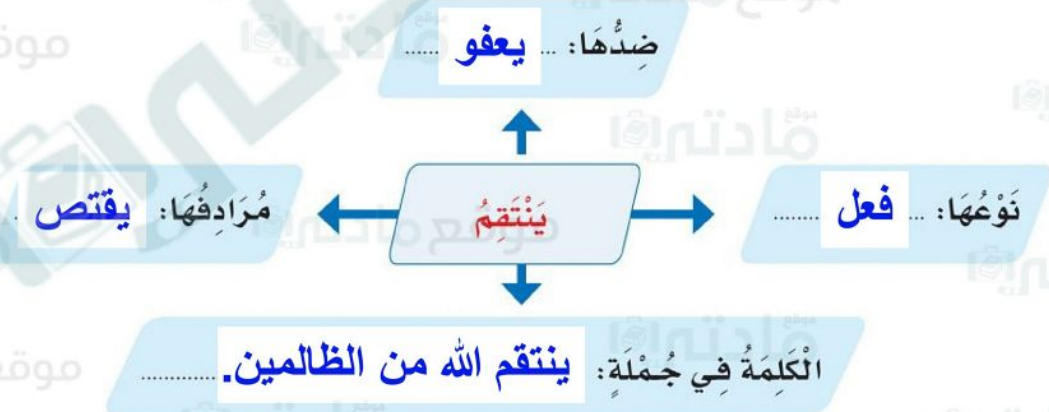 ضِدُّهَا: ... يعفو ......
نَوْعُهَا: ... فعل ........
يَنْتَقِمُ
مُرَادِفُهَا: يقتص .
الْكَلِمَةُ فِي جُمْلَةٍ: ينتقم الله من الظالمين. ............
موقع مادتي